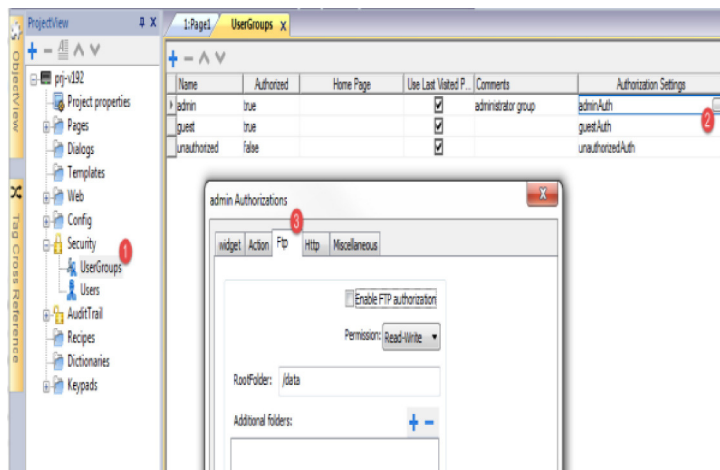 ProjectView
1:Page1
UserGroups
ObjectView
Tag Cross Reference
prj-v192
Project properties
Pages
Dialogs
Templates
Web
Config
Security
UserGroups
Users
AuditTrail
Recipes
Dictionaries
Keypads
1
Name Authorized Home Page Use Last Visited P... Comments Authorization Settings
admin true administrator group adminAuth ...
guest true guestAuth
unauthorized false unauthorizedAuth
2
admin Authorizations
3
widget Action Ftp Http Miscellaneous
Enable FTP authorization
Permission: Read-Write
RootFolder: /data
Additional folders: